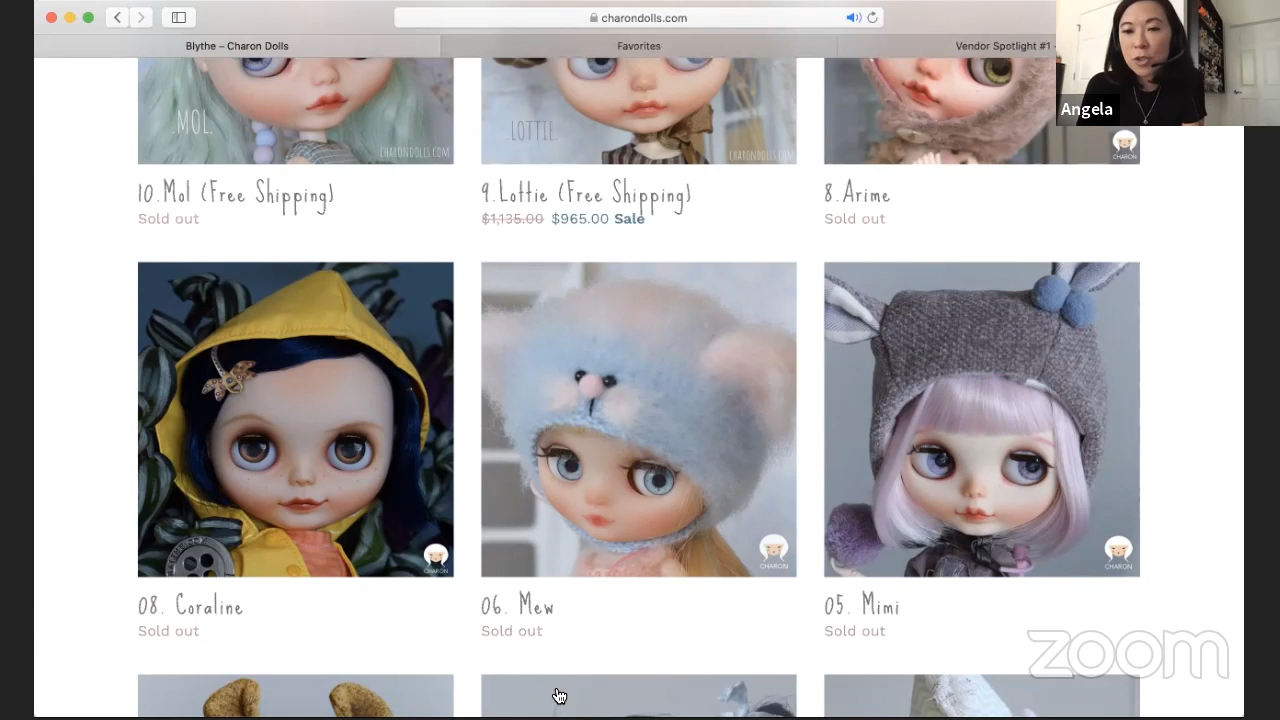 charondolls.com
Blythe – Charon Dolls
Favorites
Vendor Spotlight #1 -
Angela
.MOL.
CHARONDOLLS.COM
LOTTIE.
CHARONDOLLS.COM
CHARON
10.Mol (Free Shipping)
9.Lottie (Free Shipping)
8.Arime
Sold out
$1,135.00 $965.00 Sale
Sold out
CHARON
CHARON
CHARON
08. Coraline
06. Mew
05. Mimi
Sold out
Sold out
Sold out
zoom